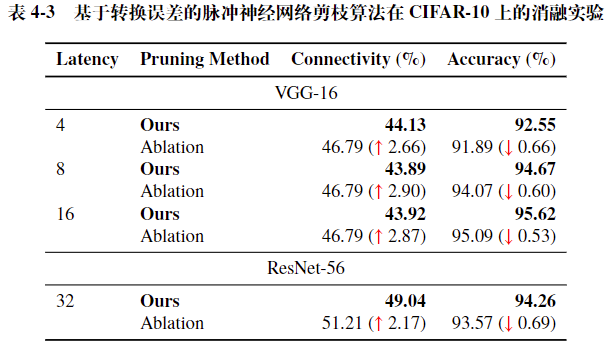 表 4-3 基于转换误差的脉冲神经网络剪枝算法在 CIFAR-10 上的消融实验
Latency Pruning Method Connectivity (%) Accuracy (%)
VGG-16
4 Ours 44.13 92.55
Ablation 46.79 (↑ 2.66) 91.89 (↓ 0.66)
8 Ours 43.89 94.67
Ablation 46.79 (↑ 2.90) 94.07 (↓ 0.60)
16 Ours 43.92 95.62
Ablation 46.79 (↑ 2.87) 95.09 (↓ 0.53)
ResNet-56
32 Ours 49.04 94.26
Ablation 51.21 (↑ 2.17) 93.57 (↓ 0.69)